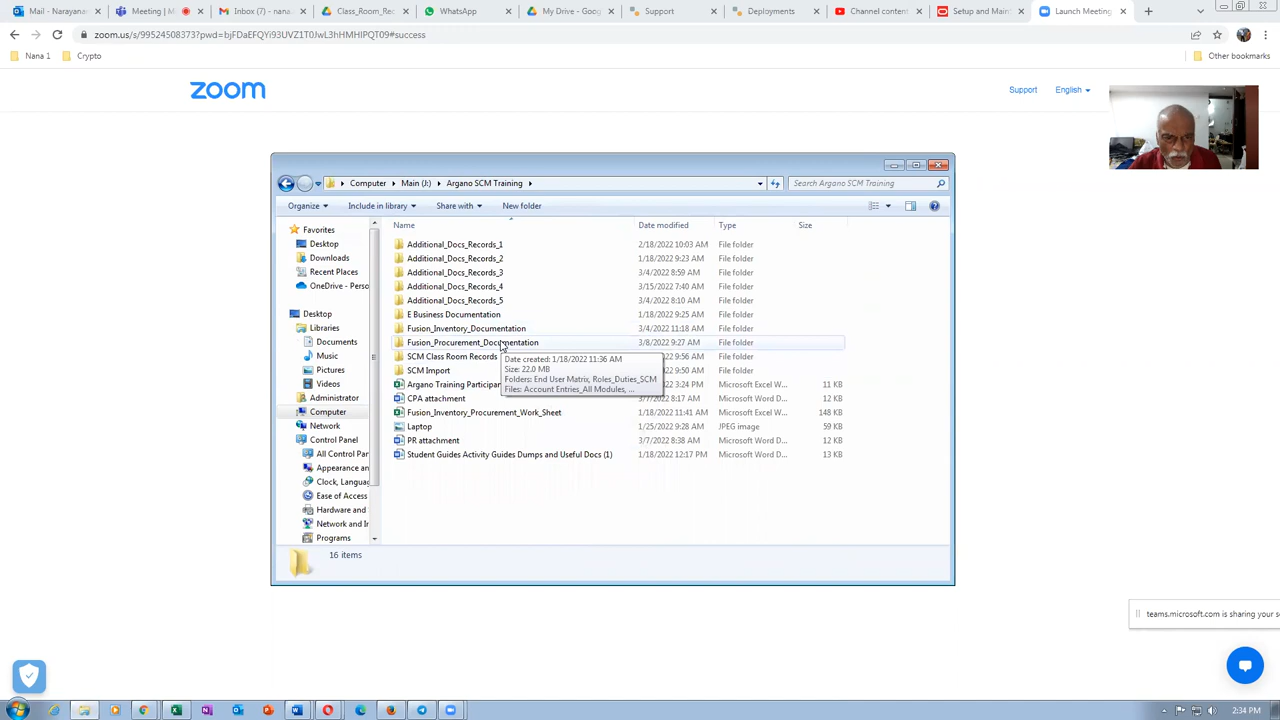 Mail - Narayana
Meeting | M
Inbox (7) - nana
Class_Room_Rec
WhatsApp
My Drive - Goog
Support
Deployments
Channel content
Setup and Main
Launch Meeting
zoom.us/s/99524508373?pwd=bjFDaEFQYi93UVZ1T0JwL3hHMHlPQT09#success
Nana 1
Crypto
Other bookmarks
zoom
Support
English
Computer
Main (J:)
Argano SCM Training
Search Argano SCM Training
Organize
Include in library
Share with
New folder
Name
Date modified
Type
Size
Favorites
Desktop
Downloads
Recent Places
OneDrive - Perso
Desktop
Libraries
Documents
Music
Pictures
Videos
Administrator
Computer
Network
Control Panel
All Control Par
Appearance an
Clock, Languag
Ease of Access
Hardware and
Network and Ir
Programs
Additional_Docs_Records_1 2/18/2022 10:03 AM File folder
Additional_Docs_Records_2 1/18/2022 9:23 AM File folder
Additional_Docs_Records_3 3/4/2022 8:59 AM File folder
Additional_Docs_Records_4 3/15/2022 7:40 AM File folder
Additional_Docs_Records_5 3/4/2022 8:10 AM File folder
E Business Documentation 1/18/2022 9:25 AM File folder
Fusion_Inventory_Documentation 3/4/2022 11:18 AM File folder
Fusion_Procurement_Documentation 3/8/2022 9:27 AM File folder
SCM Class Room Records 9:56 AM File folder
SCM Import 9:50 AM File folder
Argano Training Participan 3:24 PM Microsoft Excel W... 11 KB
CPA attachment 3/7/2022 8:17 AM Microsoft Word D... 12 KB
Fusion_Inventory_Procurement_Work_Sheet 1/18/2022 11:41 AM Microsoft Excel W... 148 KB
Laptop 1/25/2022 9:28 AM JPEG image 59 KB
PR attachment 3/7/2022 8:38 AM Microsoft Word D... 12 KB
Student Guides Activity Guides Dumps and Useful Docs (1) 1/18/2022 12:17 PM Microsoft Word D... 13 KB
Date created: 1/18/2022 11:36 AM
Size: 22.0 MB
Folders: End User Matrix, Roles_Duties_SCM
Files: Account Entries_All Modules, ...
16 items
teams.microsoft.com is sharing your s
2:34 PM